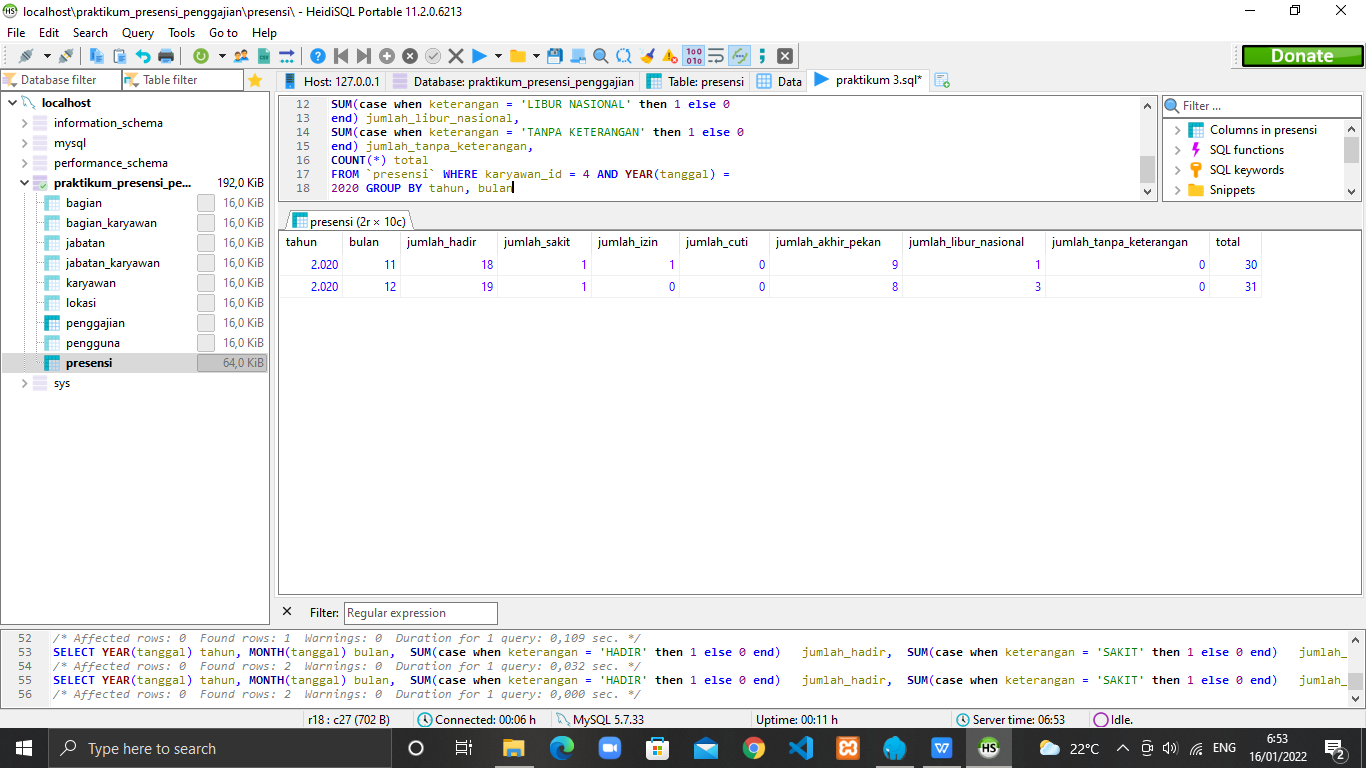 localhost\praktikum_presensi_penggajian\presensi\ - HeidiSQL Portable 11.2.0.6213
File Edit Search Query Tools Go to Help
Donate
Database filter Table filter Host: 127.0.0.1 Database: praktikum_presensi_penggajian Table: presensi Data praktikum 3.sql*
localhost
information_schema
mysql
performance_schema
praktikum_presensi_pe... 192,0 KiB
bagian 16,0 KiB
bagian_karyawan 16,0 KiB
jabatan 16,0 KiB
jabatan_karyawan 16,0 KiB
karyawan 16,0 KiB
lokasi 16,0 KiB
penggajian 16,0 KiB
pengguna 16,0 KiB
presensi 64,0 KiB
sys
12 SUM(case when keterangan = 'LIBUR NASIONAL' then 1 else 0
13 end) jumlah_libur_nasional,
14 SUM(case when keterangan = 'TANPA KETERANGAN' then 1 else 0
15 end) jumlah_tanpa_keterangan,
16 COUNT(*) total
17 FROM `presensi` WHERE karyawan_id = 4 AND YEAR(tanggal) =
18 2020 GROUP BY tahun, bulan
Filter ...
Columns in presensi
SQL functions
SQL keywords
Snippets
presensi (2r × 10c)
tahun bulan jumlah_hadir jumlah_sakit jumlah_izin jumlah_cuti jumlah_akhir_pekan jumlah_libur_nasional jumlah_tanpa_keterangan total
2.020 11 18 1 1 0 9 1 0 30
2.020 12 19 1 0 0 8 3 0 31
Filter: Regular expression
52 /* Affected rows: 0 Found rows: 1 Warnings: 0 Duration for 1 query: 0,109 sec. */
53 SELECT YEAR(tanggal) tahun, MONTH(tanggal) bulan, SUM(case when keterangan = 'HADIR' then 1 else 0 end) jumlah_hadir, SUM(case when keterangan = 'SAKIT' then 1 else 0 end) jumlah_
54 /* Affected rows: 0 Found rows: 2 Warnings: 0 Duration for 1 query: 0,032 sec. */
55 SELECT YEAR(tanggal) tahun, MONTH(tanggal) bulan, SUM(case when keterangan = 'HADIR' then 1 else 0 end) jumlah_hadir, SUM(case when keterangan = 'SAKIT' then 1 else 0 end) jumlah_
56 /* Affected rows: 0 Found rows: 2 Warnings: 0 Duration for 1 query: 0,000 sec. */
r18 : c27 (702 B) Connected: 00:06 h MySQL 5.7.33 Uptime: 00:11 h Server time: 06:53 Idle.
Type here to search
22°C ENG
6:53
16/01/2022
2